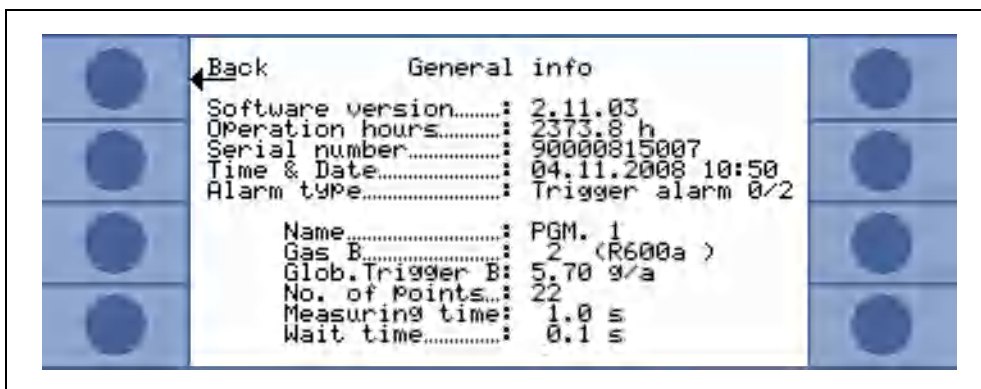 Back General info
Software version........: 2.11.03
Operation hours..........: 2373.8 h
Serial number..............: 90000815007
Time & Date.................: 04.11.2008 10:50
Alarm type...................: Trigger alarm 0/2
Name......................: PGM. 1
Gas B....................: 2 (R600a )
Glob.Trigger B: 5.70 g/a
No. of points...: 22
Measuring time: 1.0 s
Wait time............: 0.1 s